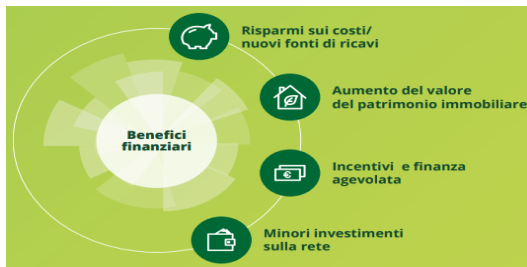 Risparmi sui costi/
nuovi fonti di ricavi
Aumento del valore
del patrimonio immobiliare
Benefici
finanziari
Incentivi e finanza
agevolata
Minori investimenti
sulla rete